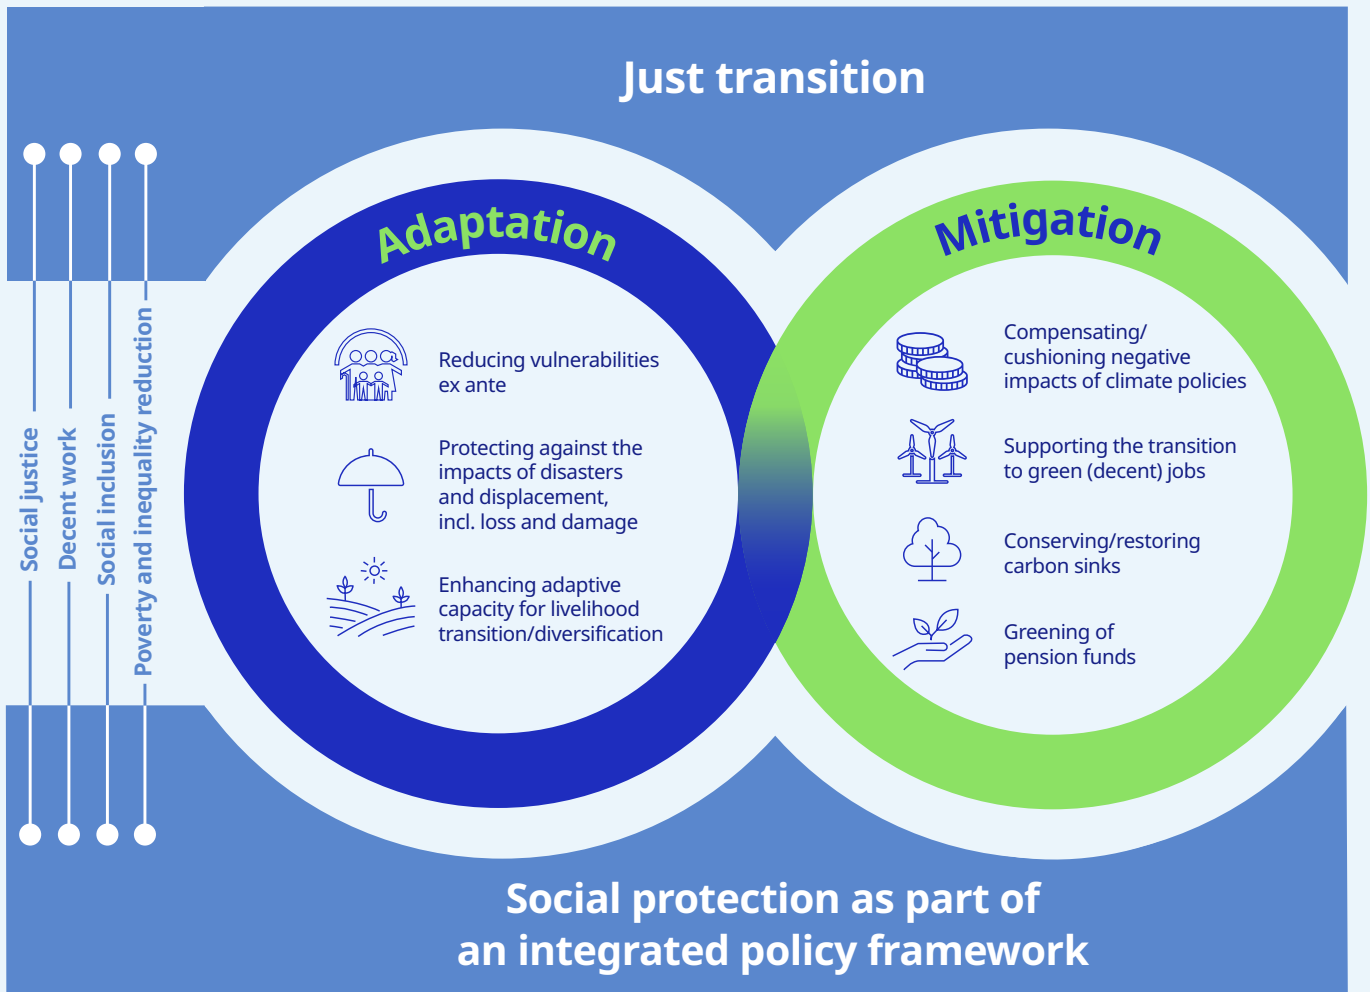 Just transition
Social justice
Decent work
Social inclusion
Poverty and inequality reduction
Adaptation
Reducing vulnerabilities
ex ante
Protecting against the
impacts of disasters
and displacement,
incl. loss and damage
Enhancing adaptive
capacity for livelihood
transition/diversification
Mitigation
Compensating/
cushioning negative
impacts of climate policies
Supporting the transition
to green (decent) jobs
Conserving/restoring
carbon sinks
Greening of
pension funds
Social protection as part of
an integrated policy framework